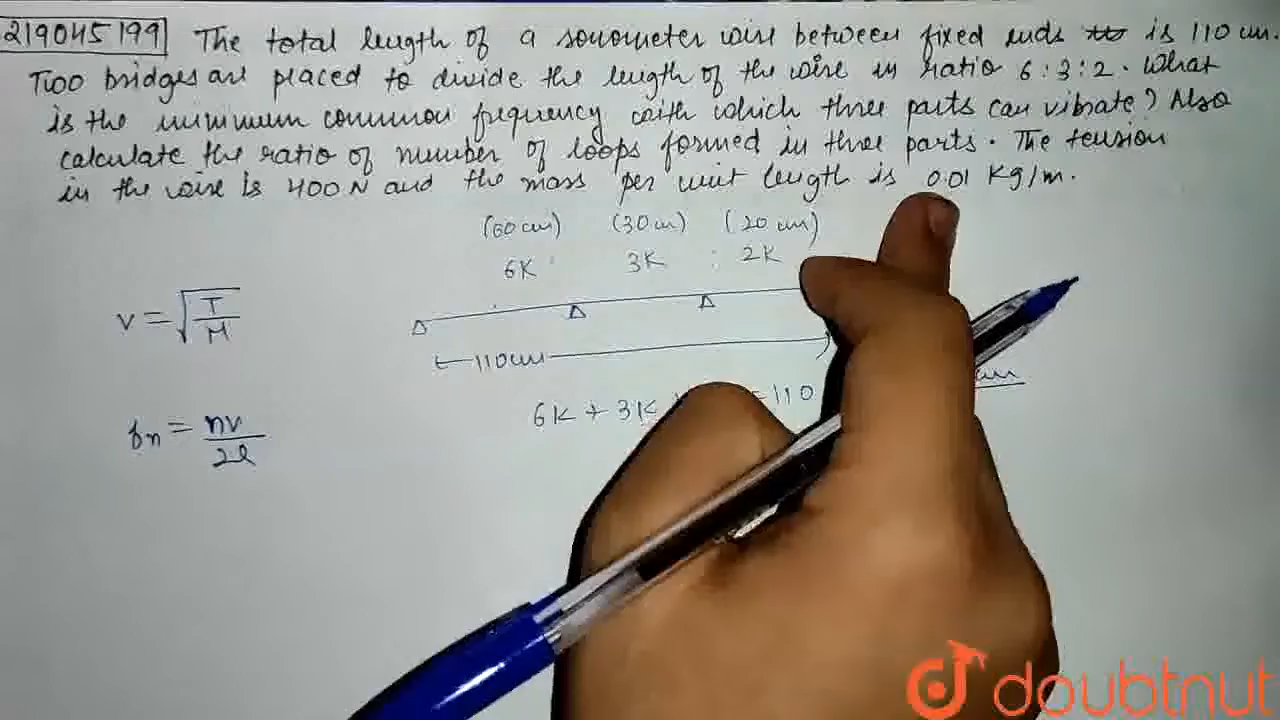 219045199 The total length of a sonometer wire between fixed ends is 110 cm.
Two bridges are placed to divide the length of the wire in ratio 6:3:2. What
is the minimum common frequency with which three parts can vibrate? Also
calculate the ratio of number of loops formed in three parts. The tension
in the wire is 400 N and the mass per unit length is 0.01 Kg/m.
(60 cm) (30 cm) (20 cm)
6K : 3K : 2K
v = √T/M
110 cm
cm
6K + 3K = 110
fn = nv/2l
doubtnut